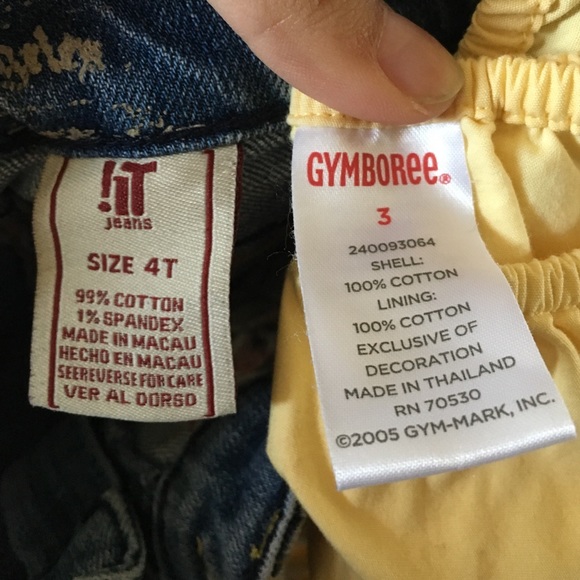 !iT
jeans
SIZE 4T
99% COTTON
1% SPANDEX
MADE IN MACAU
HECHO EN MACAU
SEE REVERSE FOR CARE
VER AL DORSO
GYMBOREE®
3
240093064
SHELL:
100% COTTON
LINING:
100% COTTON
EXCLUSIVE OF
DECORATION
MADE IN THAILAND
RN 70530
©2005 GYM-MARK, INC.